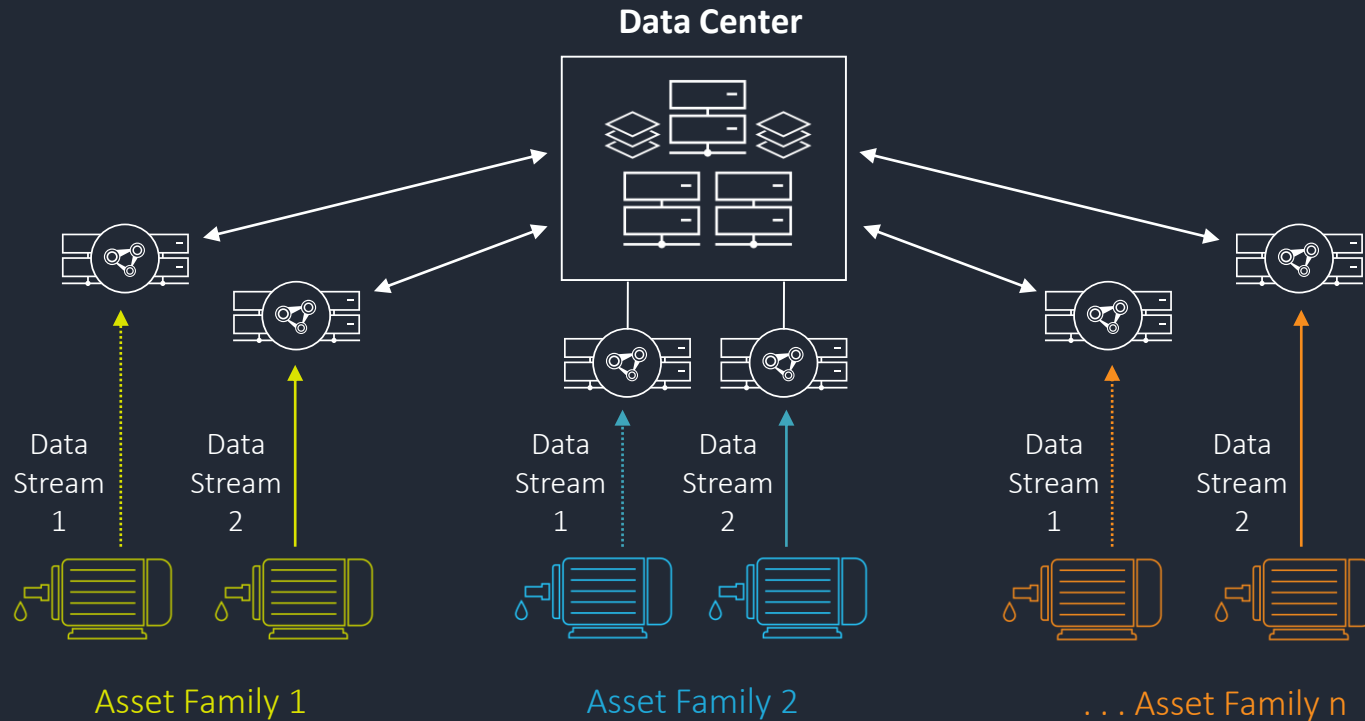 Data Center
Data
Stream
1
Data
Stream
2
Data
Stream
1
Data
Stream
2
Data
Stream
1
Data
Stream
2
Asset Family 1
Asset Family 2
. . . Asset Family n